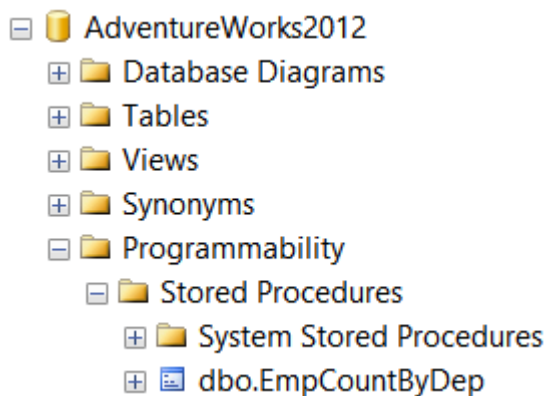 AdventureWorks2012
Database Diagrams
Tables
Views
Synonyms
Programmability
Stored Procedures
System Stored Procedures
dbo.EmpCountByDep